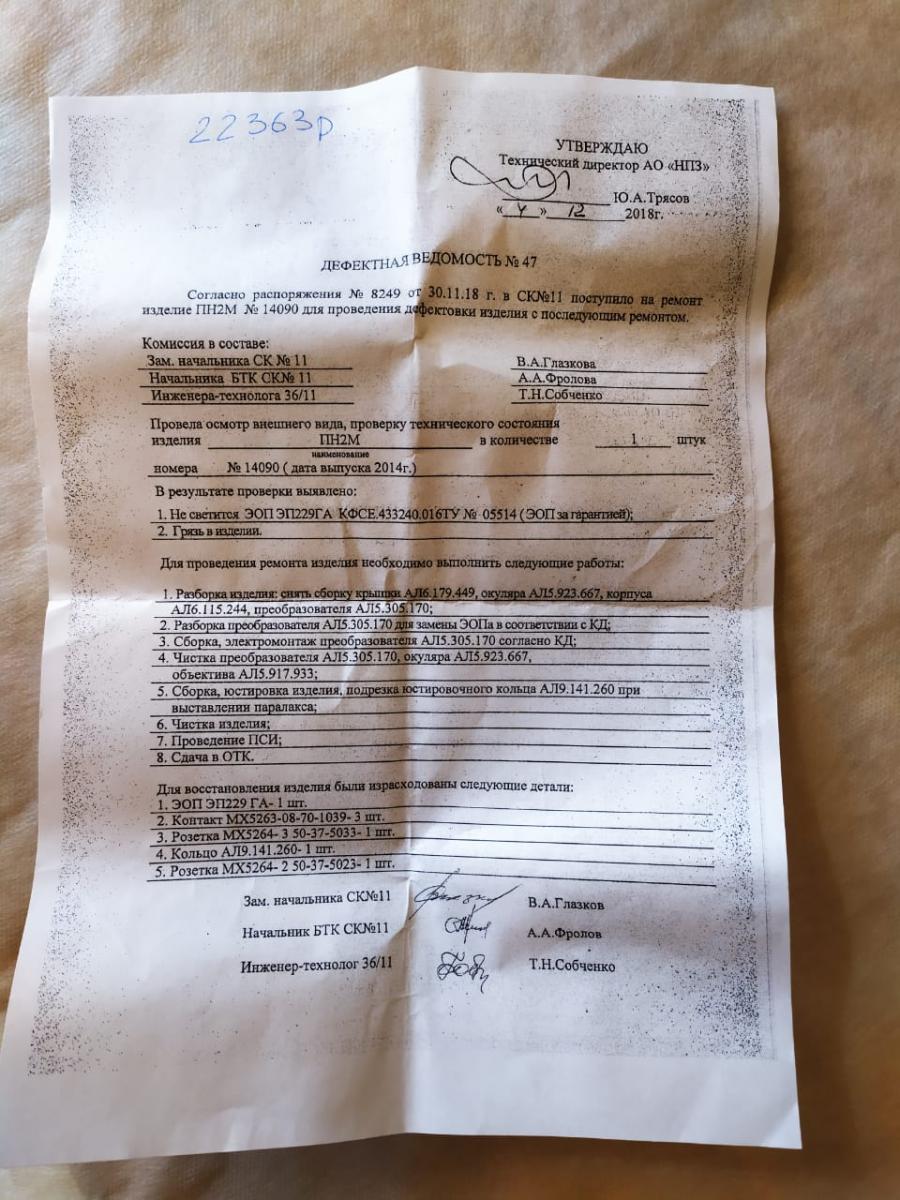 22363р
УТВЕРЖДАЮ
Технический директор АО «НПЗ»
Ю.А.Трясов
« 4 » 12 2018г.
ДЕФЕКТНАЯ ВЕДОМОСТЬ № 47
Согласно распоряжения № 8249 от 30.11.18 г. в СК№11 поступило на ремонт
изделие ПН2М № 14090 для проведения дефектовки изделия с последующим ремонтом.
Комиссия в составе:
Зам. начальника СК № 11 В.А.Глазкова
Начальника БТК СК№ 11 А.А.Фролова
Инженера-технолога 36/11 Т.Н.Собченко
Провела осмотр внешнего вида, проверку технического состояния
изделия ПН2М в количестве 1 штук
наименование
номера № 14090 ( дата выпуска 2014г.)
В результате проверки выявлено:
1. Не светится ЭОП ЭП229ГА КФСЕ.433240.016ТУ № 05514 (ЭОП за гарантией);
2. Грязь в изделии.
Для проведения ремонта изделия необходимо выполнить следующие работы:
1. Разборка изделия: снять сборку крышки АЛ6.179.449, окуляра АЛ5.923.667, корпуса
АЛ6.115.244, преобразователя АЛ5.305.170;
2. Разборка преобразователя АЛ5.305.170 для замены ЭОПа в соответствии с КД;
3. Сборка, электромонтаж преобразователя АЛ5.305.170 согласно КД;
4. Чистка преобразователя АЛ5.305.170, окуляра АЛ5.923.667,
объектива АЛ5.917.933;
5. Сборка, юстировка изделия, подрезка юстировочного кольца АЛ9.141.260 при
выставлении паралакса;
6. Чистка изделия;
7. Проведение ПСИ;
8. Сдача в ОТК.
Для восстановления изделия были израсходованы следующие детали:
1. ЭОП ЭП229 ГА- 1 шт.
2. Контакт МХ5263-08-70-1039- 3 шт.
3. Розетка МХ5264- 3 50-37-5033- 1 шт.
4. Кольцо АЛ9.141.260- 1 шт.
5. Розетка МХ5264- 2 50-37-5023- 1 шт.
Зам. начальника СК№11 В.А.Глазков
Начальник БТК СК№11 А.А.Фролов
Инженер-технолог 36/11 Т.Н.Собченко